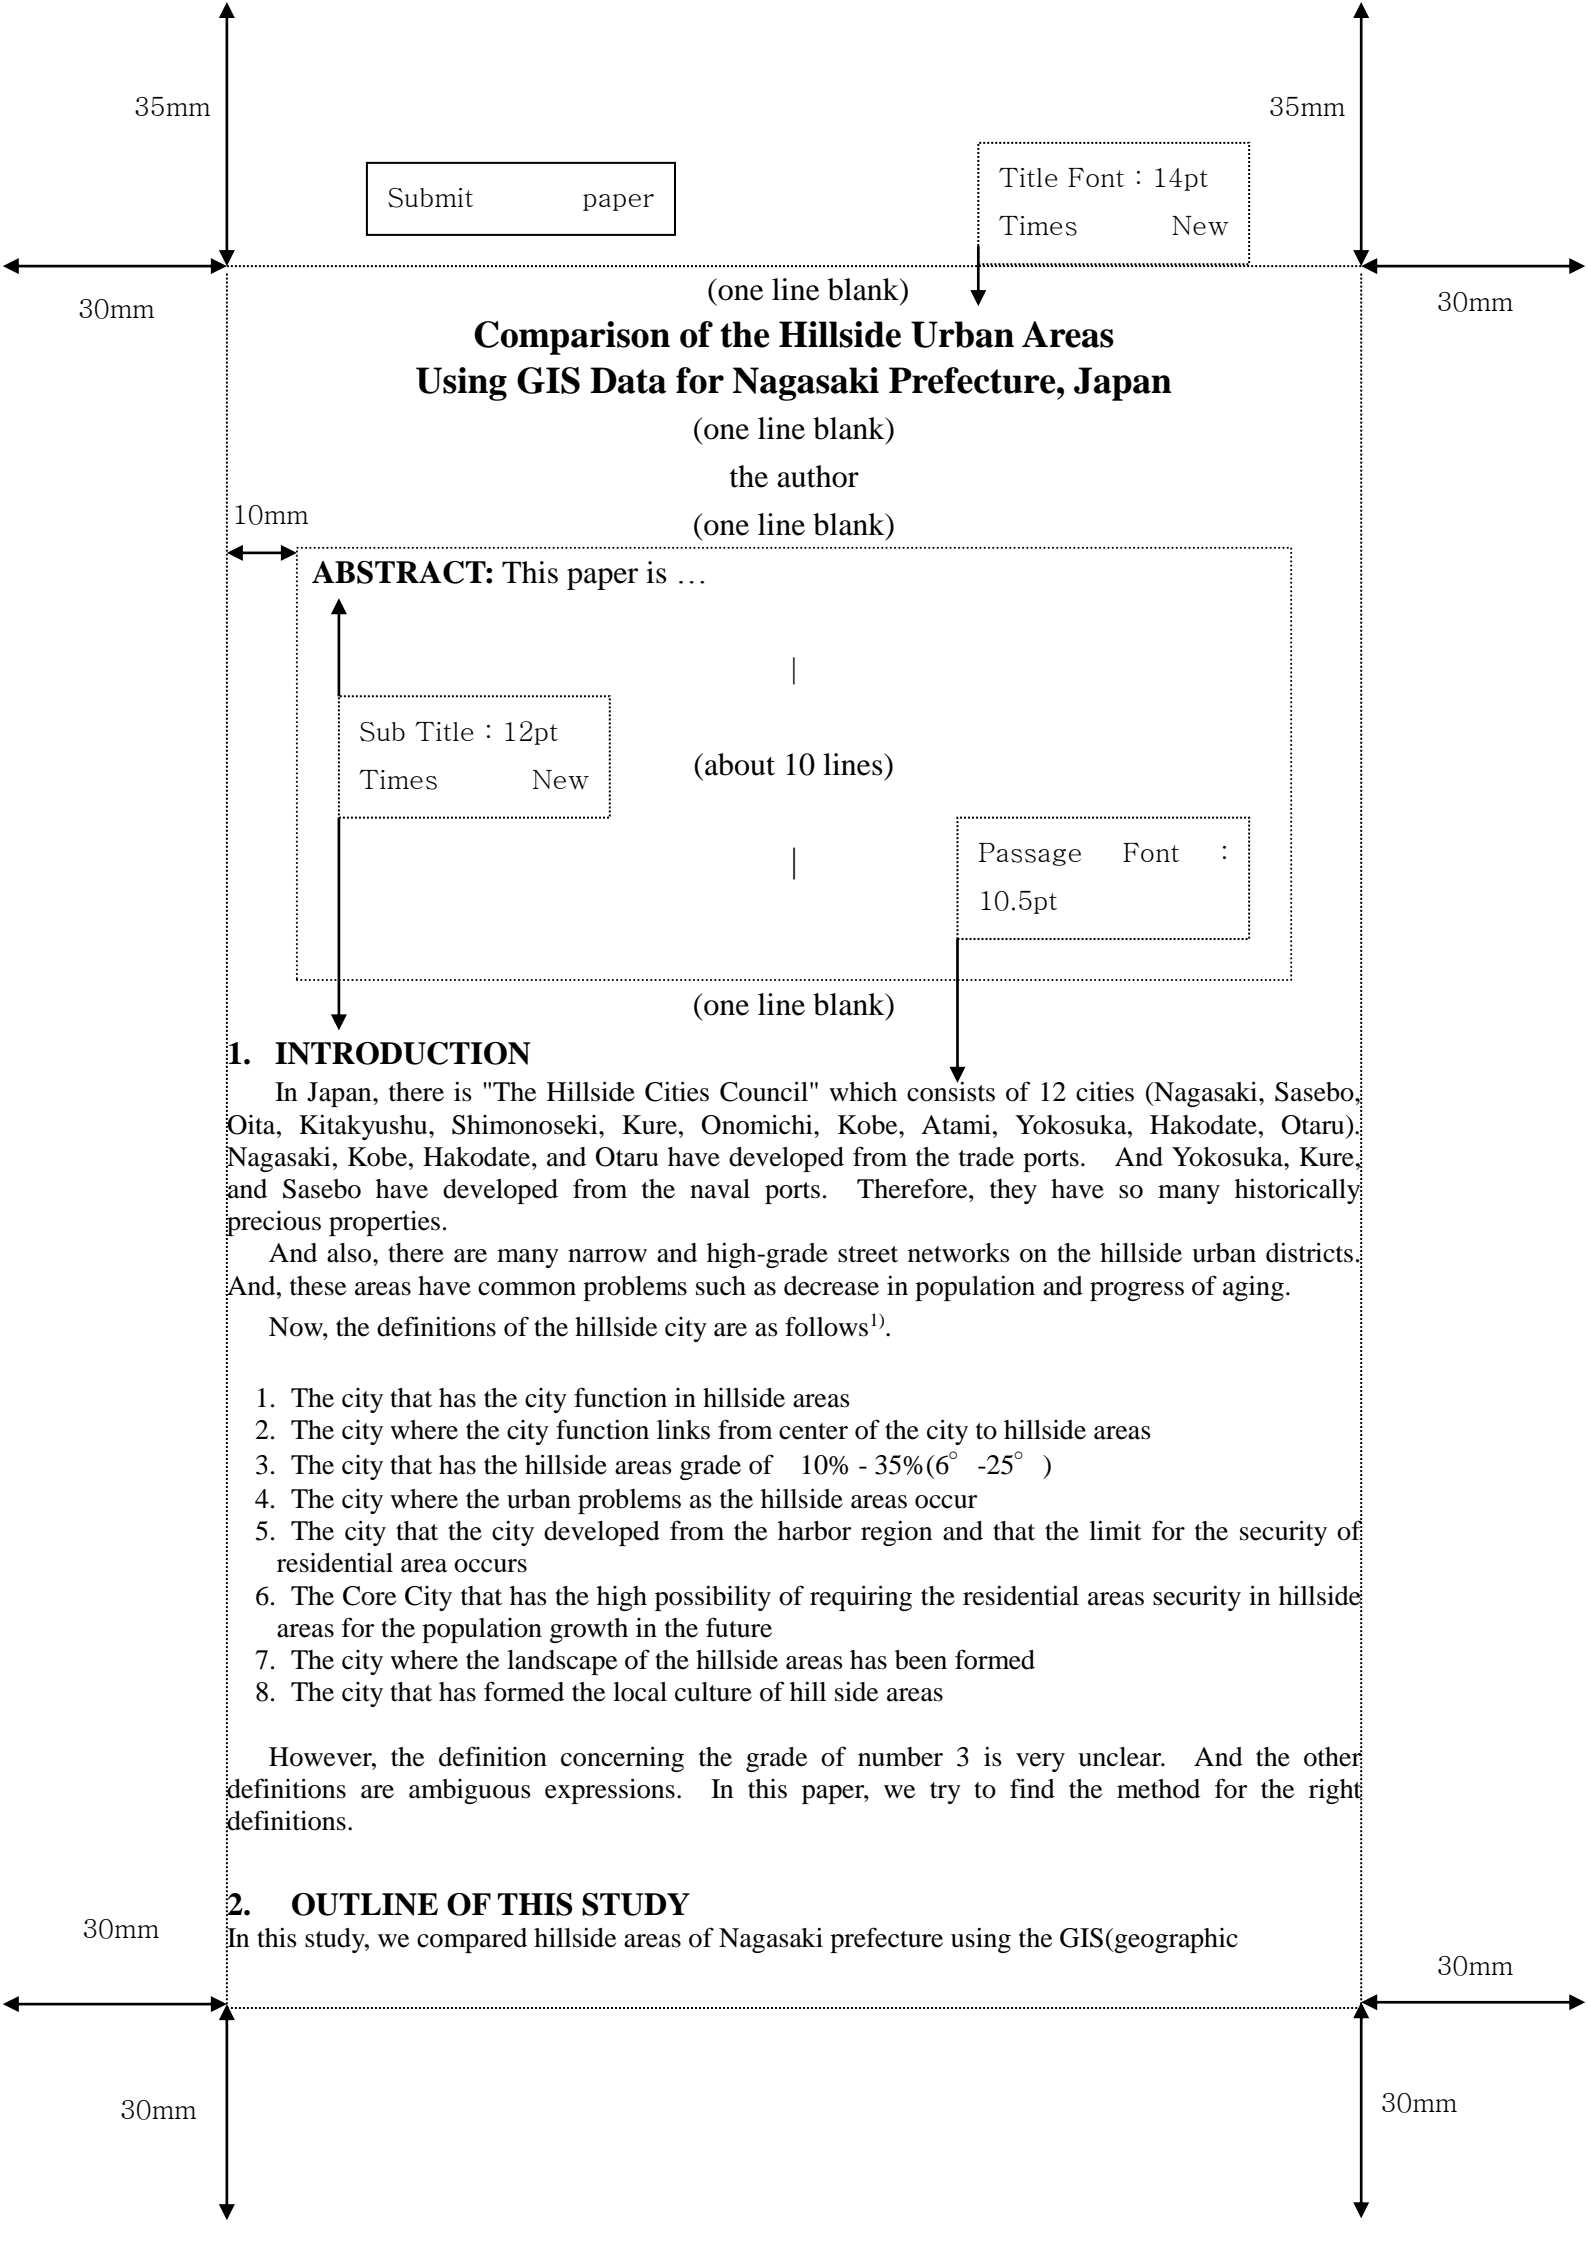 35mm
35mm
Submit paper
Title Font：14pt
Times New
30mm
30mm
(one line blank)
Comparison of the Hillside Urban Areas
Using GIS Data for Nagasaki Prefecture, Japan
(one line blank)
the author
10mm
(one line blank)
ABSTRACT: This paper is …
|
Sub Title：12pt
Times New
(about 10 lines)
|
Passage Font :
10.5pt
(one line blank)
1. INTRODUCTION
In Japan, there is "The Hillside Cities Council" which consists of 12 cities (Nagasaki, Sasebo,
Oita, Kitakyushu, Shimonoseki, Kure, Onomichi, Kobe, Atami, Yokosuka, Hakodate, Otaru).
Nagasaki, Kobe, Hakodate, and Otaru have developed from the trade ports. And Yokosuka, Kure,
and Sasebo have developed from the naval ports. Therefore, they have so many historically
precious properties.
And also, there are many narrow and high-grade street networks on the hillside urban districts.
And, these areas have common problems such as decrease in population and progress of aging.
Now, the definitions of the hillside city are as follows1).
1. The city that has the city function in hillside areas
2. The city where the city function links from center of the city to hillside areas
3. The city that has the hillside areas grade of 10% - 35%(6° -25° )
4. The city where the urban problems as the hillside areas occur
5. The city that the city developed from the harbor region and that the limit for the security of
residential area occurs
6. The Core City that has the high possibility of requiring the residential areas security in hillside
areas for the population growth in the future
7. The city where the landscape of the hillside areas has been formed
8. The city that has formed the local culture of hill side areas
However, the definition concerning the grade of number 3 is very unclear. And the other
definitions are ambiguous expressions. In this paper, we try to find the method for the right
definitions.
2. OUTLINE OF THIS STUDY
In this study, we compared hillside areas of Nagasaki prefecture using the GIS(geographic
30mm
30mm
30mm
30mm